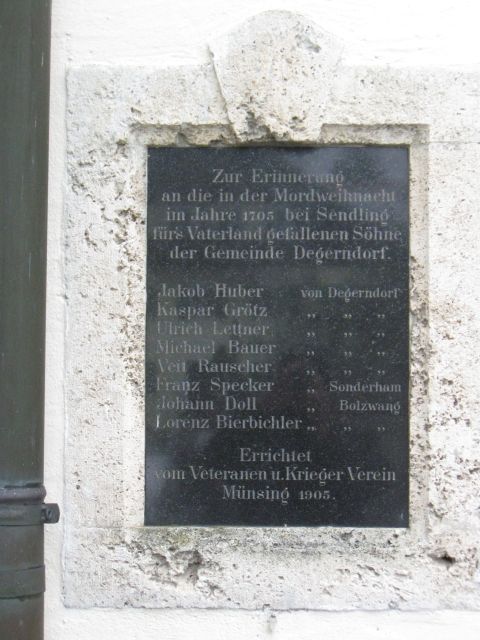 Zur Erinnerung
an die in der Mordweihnacht
im Jahre 1705 bei Sendling
für's Vaterland gefallenen Söhne
der Gemeinde Degerndorf.
Jakob Huber von Degerndorf
Kaspar Grötz „ „ „
Ulrich Lettner „ „ „
Michael Bauer „ „ „
Veit Rauscher „ „ „
Franz Specker „ Sonderham
Johann Doll „ Bolzwang
Lorenz Bierbichler „ „ „
Errichtet
vom Veteranen u. Krieger Verein
Münsing 1905.